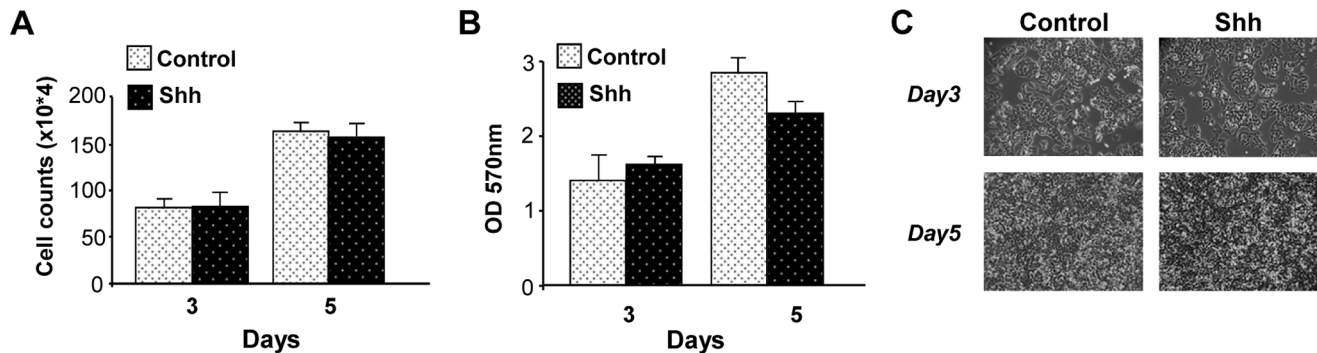 A
Control
Shh
Cell counts (x10*4)
200
150
100
50
0
3
5
Days
B
Control
Shh
OD 570nm
3
2
1
0
3
5
Days
C
Control
Shh
Day3
Day5